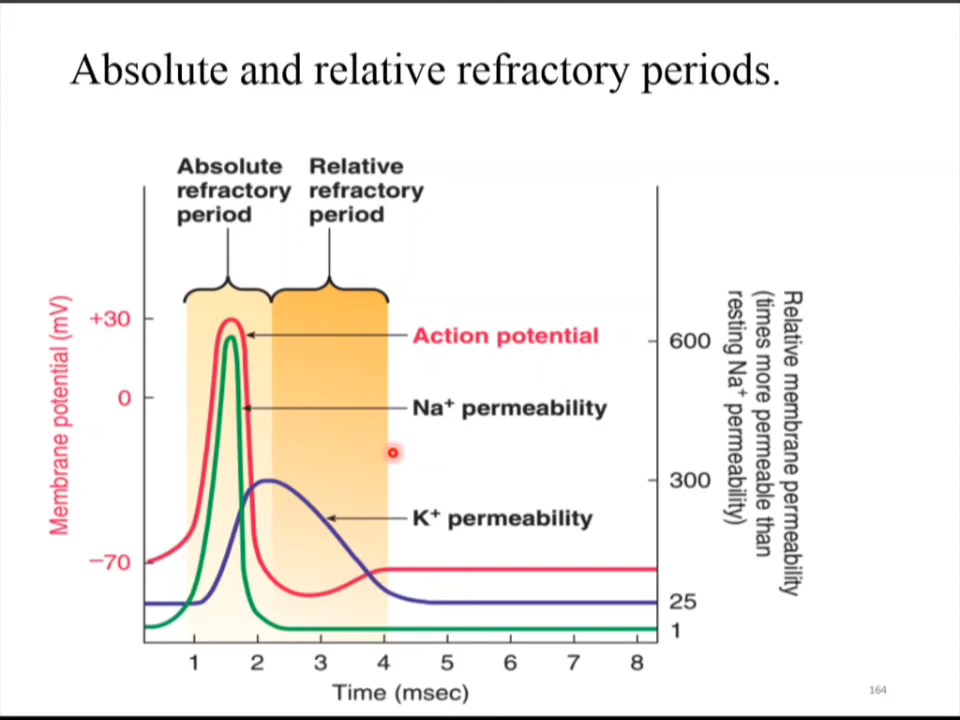 Absolute and relative refractory periods.
Absolute
refractory
period
Relative
refractory
period
Membrane potential (mV)
+30
0
−70
Action potential
Na⁺ permeability
K⁺ permeability
600
300
25
1
Relative membrane permeability
(times more permeable than
resting Na⁺ permeability)
1 2 3 4 5 6 7 8
Time (msec)
164